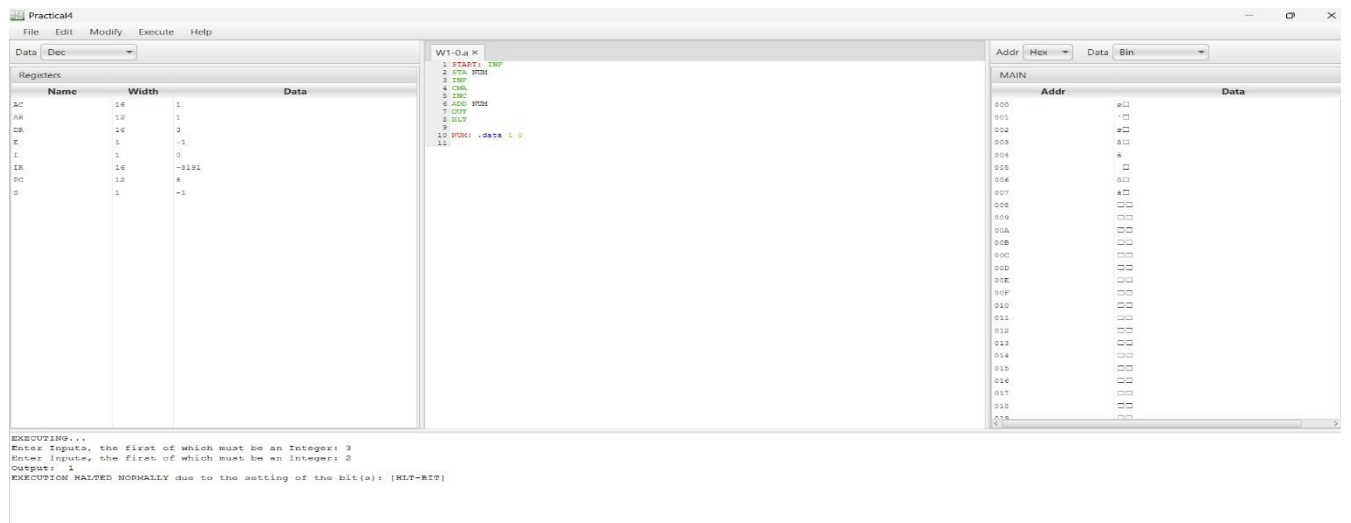 Practical4
File Edit Modify Execute Help
Data Dec
Registers
Name Width Data
AC 16 1
AR 12 1
DR 16 3
E 1 -1
I 1 0
IR 16 -8191
PC 12 8
S 1 -1
W1-0.a ×
1 START: INP
2 STA NUM
3 INP
4 CMA
5 INC
6 ADD NUM
7 OUT
8 HLT
9
10 NUM: .data 1 0
11
Addr Hex Data Bin
MAIN
Addr Data
000
001
002
003
004
005
006
007
008
009
00A
00B
00C
00D
00E
00F
010
011
012
013
014
015
016
017
018
019
EXECUTING...
Enter Inputs, the first of which must be an Integer: 3
Enter Inputs, the first of which must be an Integer: 2
Output: 1
EXECUTION HALTED NORMALLY due to the setting of the bit(s): [HLT-BIT]